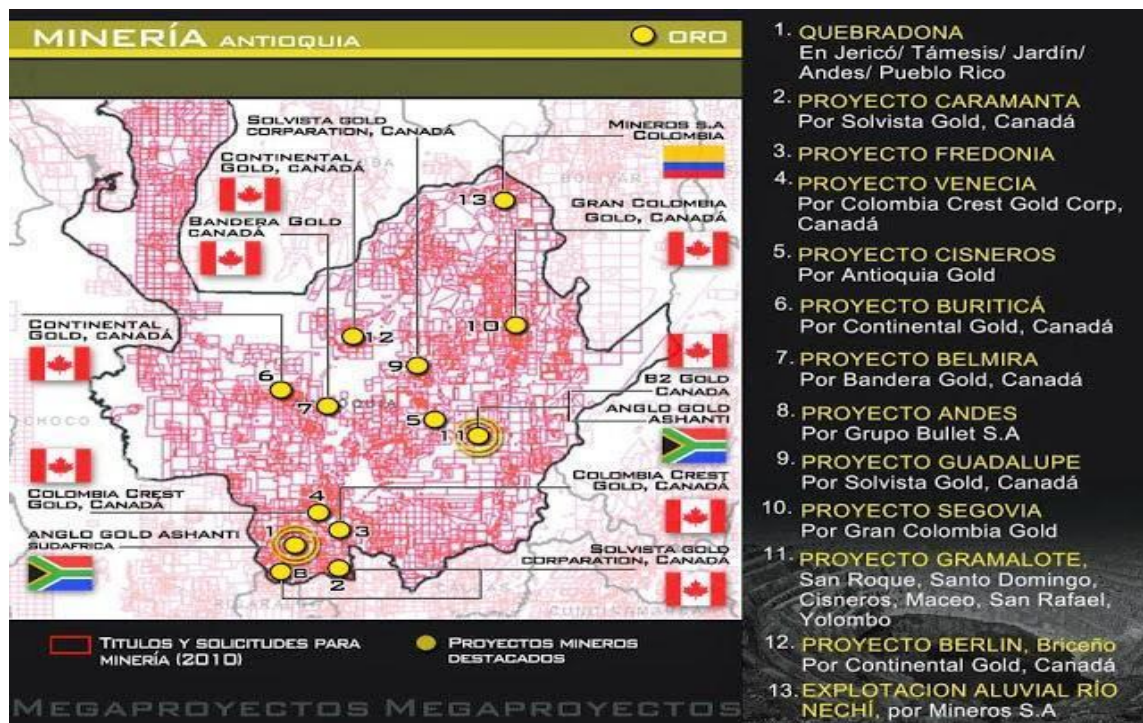 MINERÍA ANTIOQUIA
ORO
SOLVISTA GOLD
CORPARATION, CANADÁ
CONTINENTAL
GOLD, CANADÁ
BANDERA GOLD
CANADÁ
MINEROS S.A
COLOMBIA
BOLIVAR
GRAN COLOMBIA
GOLD, CANADÁ
13
10
12
9
CONTINENTAL
GOLD, CANADÁ
6
7
5
11
B2 GOLD
CANADA
ANGLO GOLD
ASHANTI
CHOCO
COLOMBIA CREST
GOLD, CANADÁ
4
COLOMBIA CREST
GOLD, CANADÁ
ANGLO GOLD ASHANTI
SUDAFRICA
1
3
8
2
SOLVISTA GOLD
CORPORATION, CANADÁ
TITULOS Y SOLICITUDES PARA
MINERÍA (2010)
PROYECTOS MINEROS
DESTACADOS
MEGAPROYECTOS MEGAPROYECTOS
1. QUEBRADONA
En Jericó/ Támesis/ Jardín/
Andes/ Pueblo Rico
2. PROYECTO CARAMANTA
Por Solvista Gold, Canadá
3. PROYECTO FREDONIA
4. PROYECTO VENECIA
Por Colombia Crest Gold Corp,
Canadá
5. PROYECTO CISNEROS
Por Antioquia Gold
6. PROYECTO BURITICÁ
Por Continental Gold, Canadá
7. PROYECTO BELMIRA
Por Bandera Gold, Canadá
8. PROYECTO ANDES
Por Grupo Bullet S.A
9. PROYECTO GUADALUPE
Por Solvista Gold, Canadá
10. PROYECTO SEGOVIA
Por Gran Colombia Gold
11. PROYECTO GRAMALOTE,
San Roque, Santo Domingo,
Cisneros, Maceo, San Rafael,
Yolombo
12. PROYECTO BERLIN, Briceño
Por Continental Gold, Canadá
13. EXPLOTACION ALUVIAL RÍO
NECHÍ, por Mineros S.A